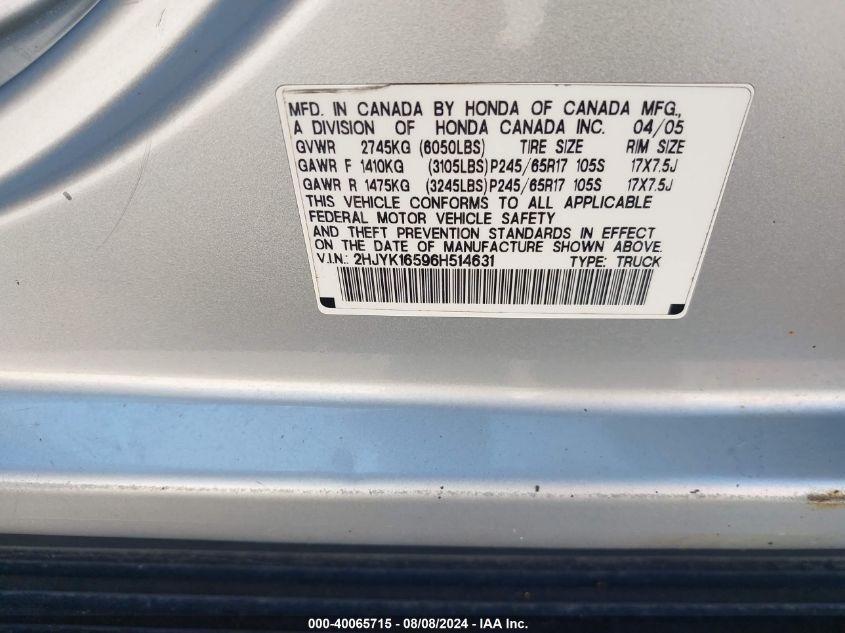 MFD. IN CANADA BY HONDA OF CANADA MFG.,
A DIVISION OF HONDA CANADA INC. 04/05
GVWR 2745KG (6050LBS) TIRE SIZE RIM SIZE
GAWR F 1410KG (3105LBS) P245/65R17 105S 17X7.5J
GAWR R 1475KG (3245LBS) P245/65R17 105S 17X7.5J
THIS VEHICLE CONFORMS TO ALL APPLICABLE
FEDERAL MOTOR VEHICLE SAFETY
AND THEFT PREVENTION STANDARDS IN EFFECT
ON THE DATE OF MANUFACTURE SHOWN ABOVE.
V.I.N.: 2HJYK16596H514631 TYPE: TRUCK
000-40065715 - 08/08/2024 - IAA Inc.